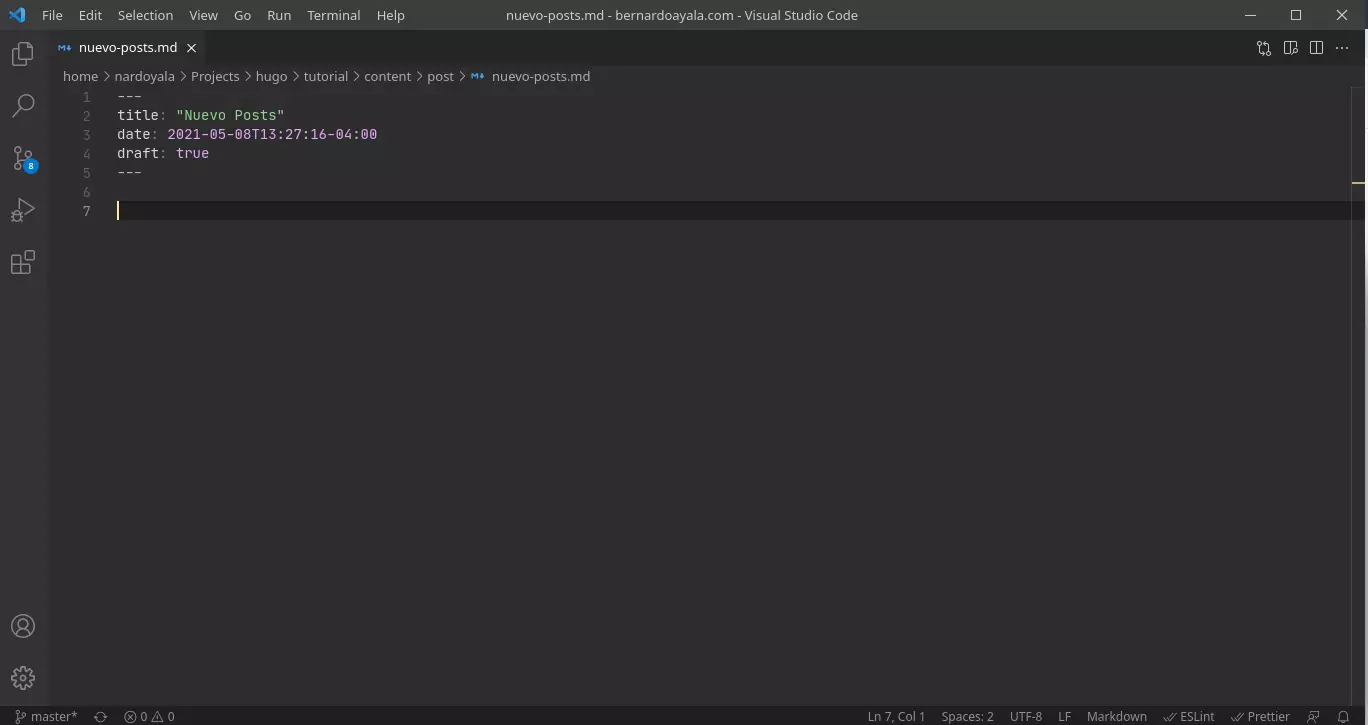 File Edit Selection View Go Run Terminal Help nuevo-posts.md - bernardoayala.com - Visual Studio Code
nuevo-posts.md
home > nardoyala > Projects > hugo > tutorial > content > post > nuevo-posts.md
1 ---
2 title: "Nuevo Posts"
3 date: 2021-05-08T13:27:16-04:00
4 draft: true
5 ---
6
7
8
master* 0 0 Ln 7, Col 1 Spaces: 2 UTF-8 LF Markdown ESLint Prettier